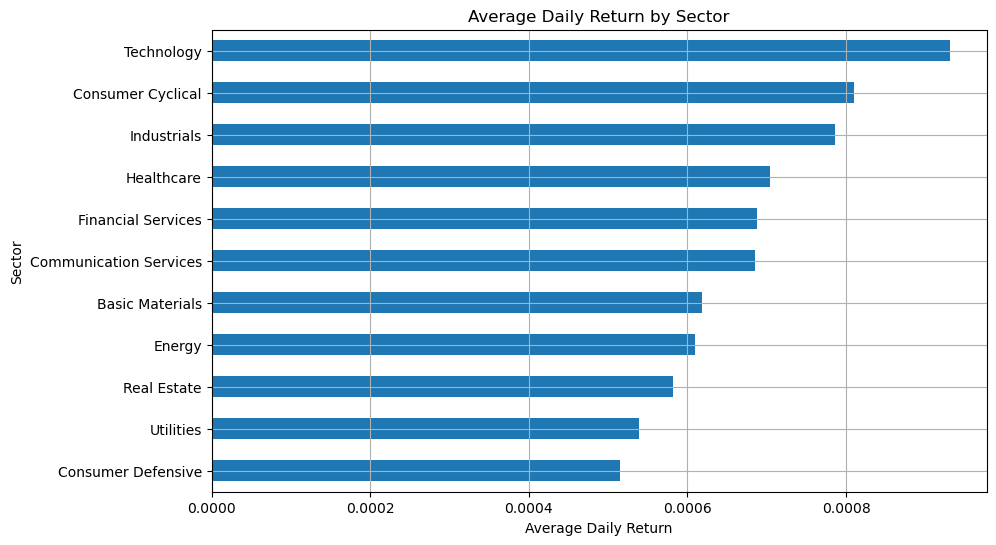 Average Daily Return by Sector
Technology
Consumer Cyclical
Industrials
Healthcare
Financial Services
Communication Services
Basic Materials
Energy
Real Estate
Utilities
Consumer Defensive
Sector
0.0000 0.0002 0.0004 0.0006 0.0008
Average Daily Return